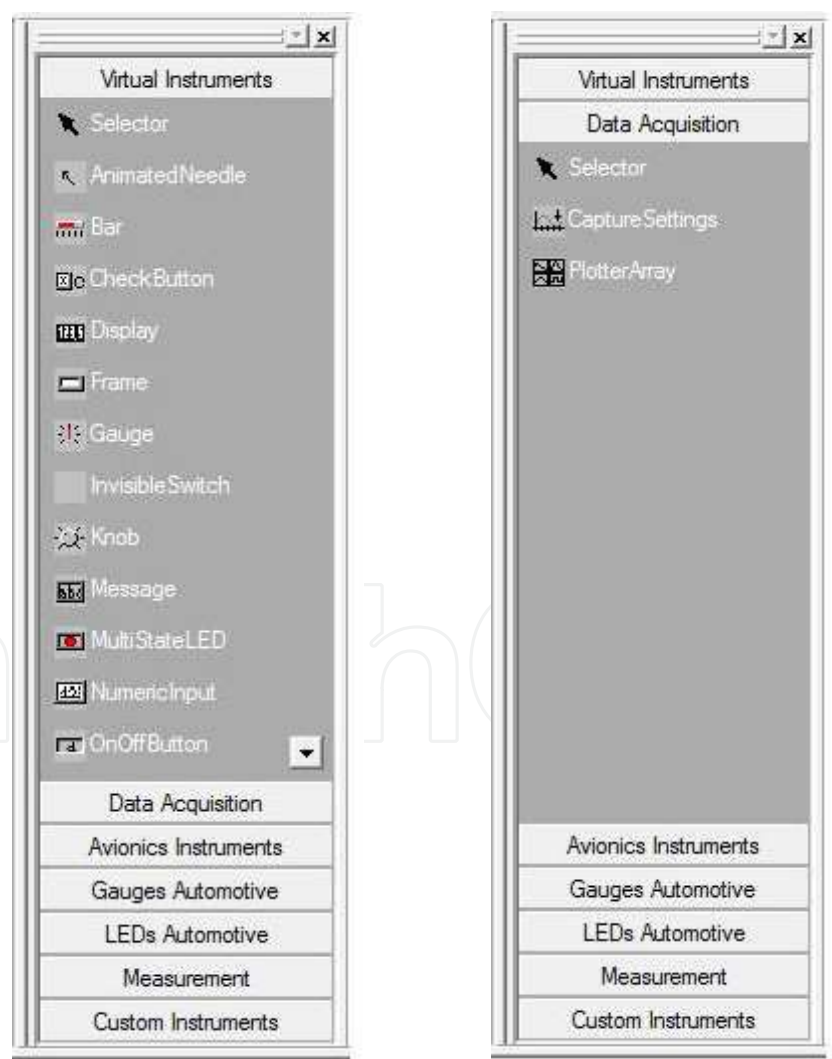 Virtual Instruments
Selector
AnimatedNeedle
Bar
CheckButton
Display
Frame
Gauge
InvisibleSwitch
Knob
Message
MultiStateLED
NumericInput
OnOffButton
Data Acquisition
Avionics Instruments
Gauges Automotive
LEDs Automotive
Measurement
Custom Instruments
Virtual Instruments
Data Acquisition
Selector
CaptureSettings
PlotterArray
Avionics Instruments
Gauges Automotive
LEDs Automotive
Measurement
Custom Instruments